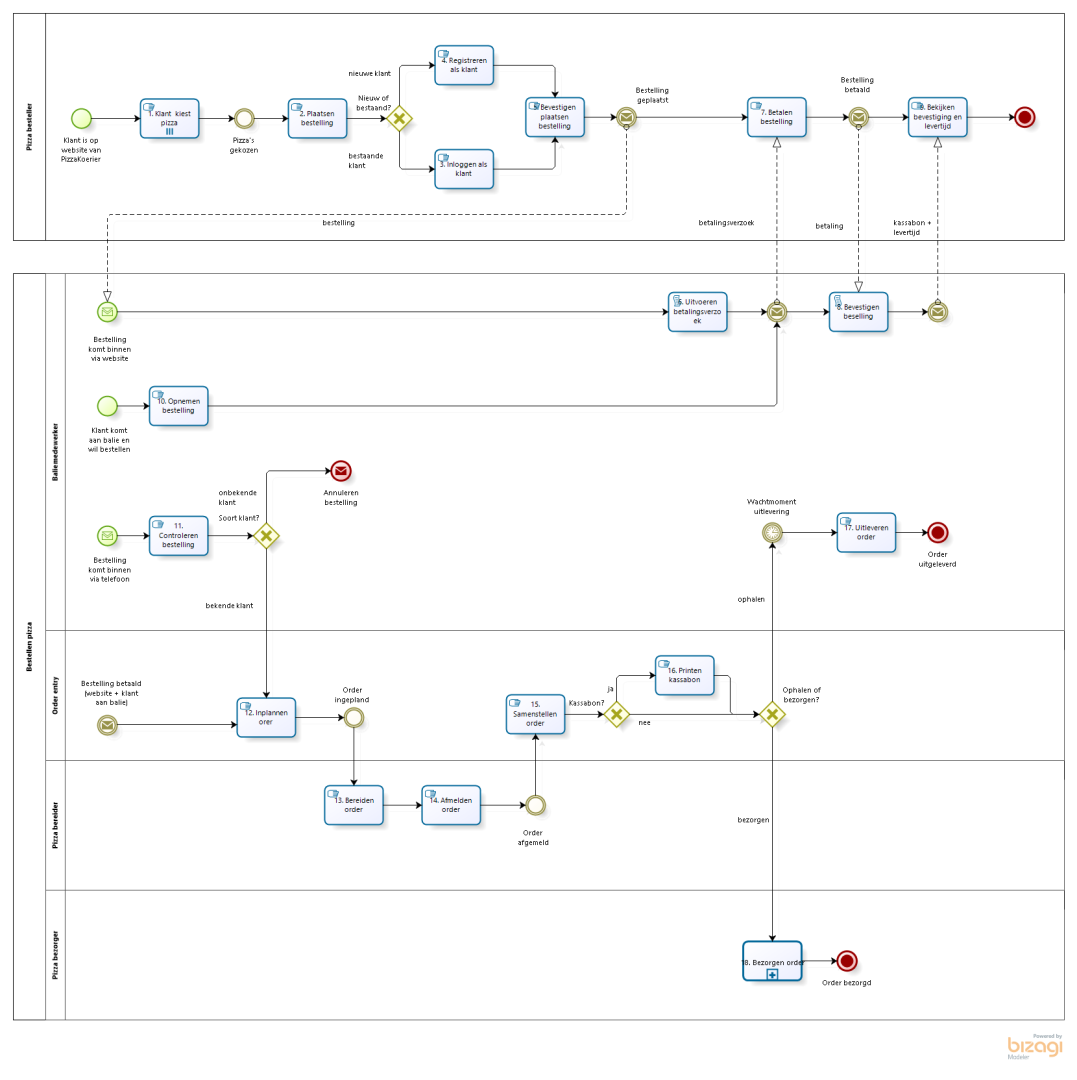 Pizza besteller
Klant is op
website van
PizzaKoerier
1. Klant kiest
pizza
Pizza's
gekozen
2. Plaatsen
bestelling
Nieuw of
bestaand?
nieuwe klant
bestaande
klant
4. Registreren
als klant
3. Inloggen als
klant
5. Bevestigen
plaatsen
bestelling
Bestelling
geplaatst
7. Betalen
bestelling
Bestelling
betaald
9. Bekijken
bevestiging en
levertijd
bestelling
betalingsverzoek
betaling
kassabon +
levertijd
Bestellen pizza
Baliemedewerker
Bestelling
komt binnen
via website
6. Uitvoeren
betalingsverzo
ek
8. Bevestigen
beselling
Klant komt
aan balie en
wil bestellen
10. Opnemen
bestelling
Bestelling
komt binnen
via telefoon
11.
Controleren
bestelling
Soort klant?
onbekende
klant
Annuleren
bestelling
bekende klant
Wachtmoment
uitlevering
17. Uitleveren
order
Order
uitgeleverd
ophalen
Order entry
Bestelling betaald
(website + klant
aan balie)
12. Inplannen
orer
Order
ingepland
15.
Samenstellen
order
Kassabon?
ja
nee
16. Printen
kassabon
Ophalen of
bezorgen?
Pizza bereider
13. Bereiden
order
14. Afmelden
order
Order
afgemeld
bezorgen
Pizza bezorger
18. Bezorgen order
Order bezorgd
Powered by
bizagi
Modeler